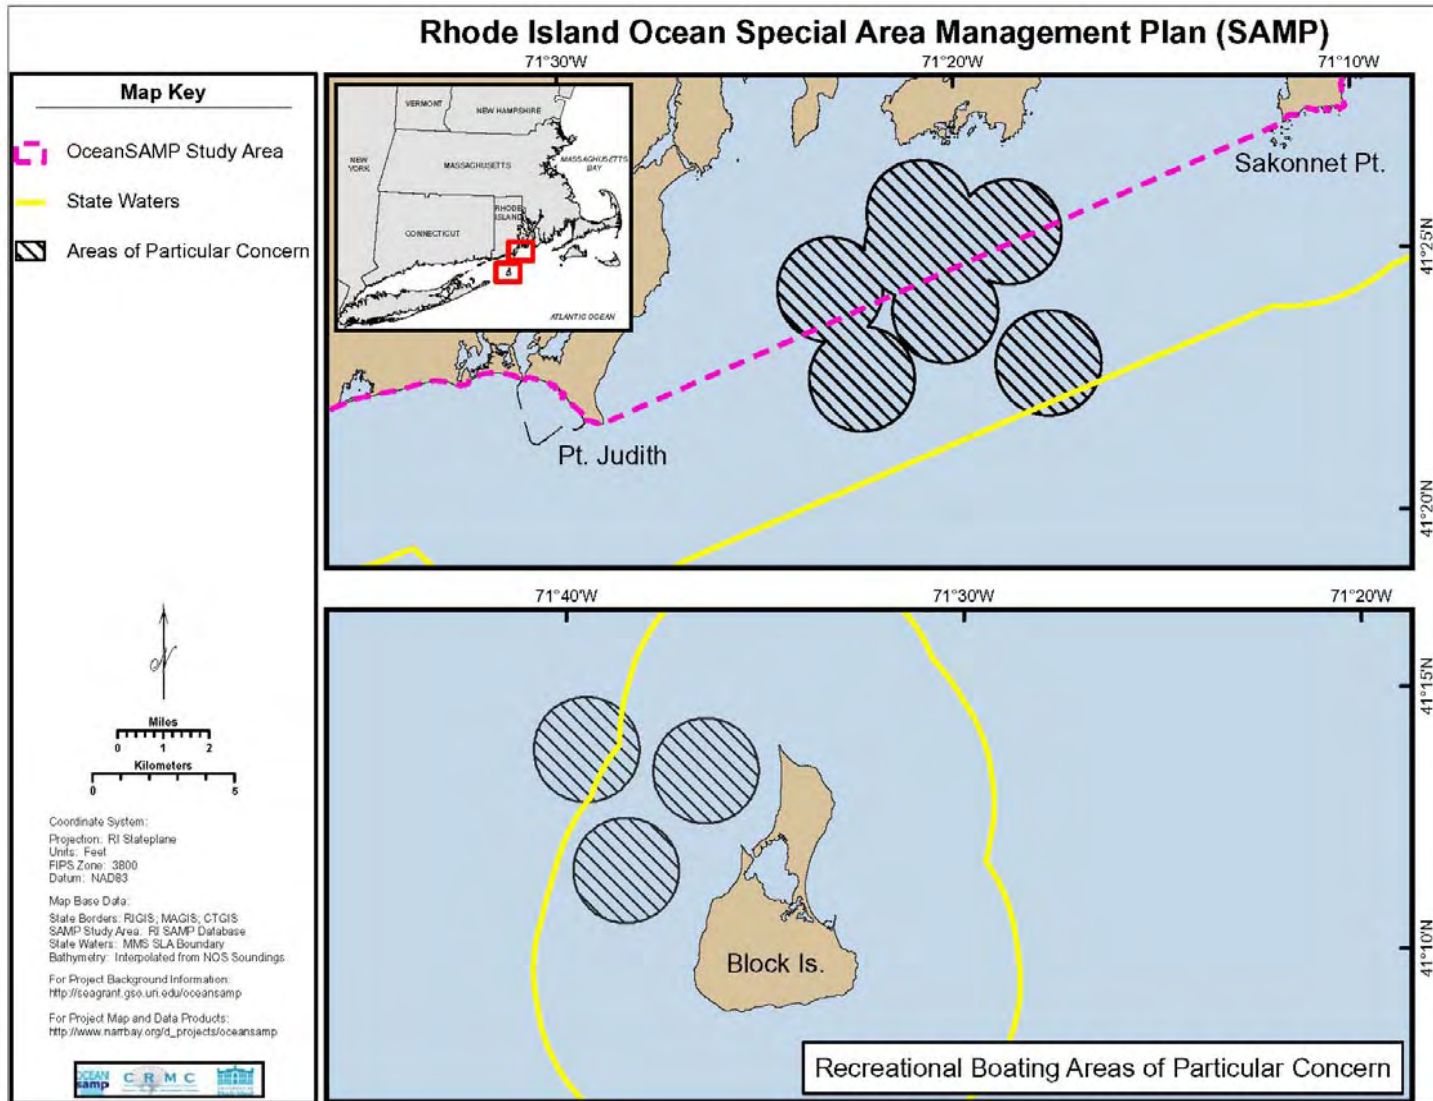 Rhode Island Ocean Special Area Management Plan (SAMP)
Map Key
OceanSAMP Study Area
State Waters
Areas of Particular Concern
Miles
0 1 2
Kilometers
0 5
Coordinate System:
Projection: RI Stateplane
Units: Feet
FIPS Zone: 3800
Datum: NAD83
Map Base Data:
State Borders: RIGIS; MAGIS; CTGIS
SAMP Study Area: RI SAMP Database
State Waters: MMS SLA Boundary
Bathymetry: Interpolated from NOS Soundings
For Project Background Information:
http://seagrant.gso.uri.edu/oceansamp
For Project Map and Data Products:
http://www.narrbay.org/d_projects/oceansamp
OCEAN
samp
CRMC
71°30'W
71°20'W
71°10'W
VERMONT
NEW HAMPSHIRE
NEW
YORK
MASSACHUSETTS
MASSACHUSETTS
BAY
CONNECTICUT
RHODE
ISLAND
ATLANTIC OCEAN
Sakonnet Pt.
Pt. Judith
41°25'N
41°20'N
71°40'W
71°30'W
71°20'W
41°15'N
41°10'N
Block Is.
Recreational Boating Areas of Particular Concern